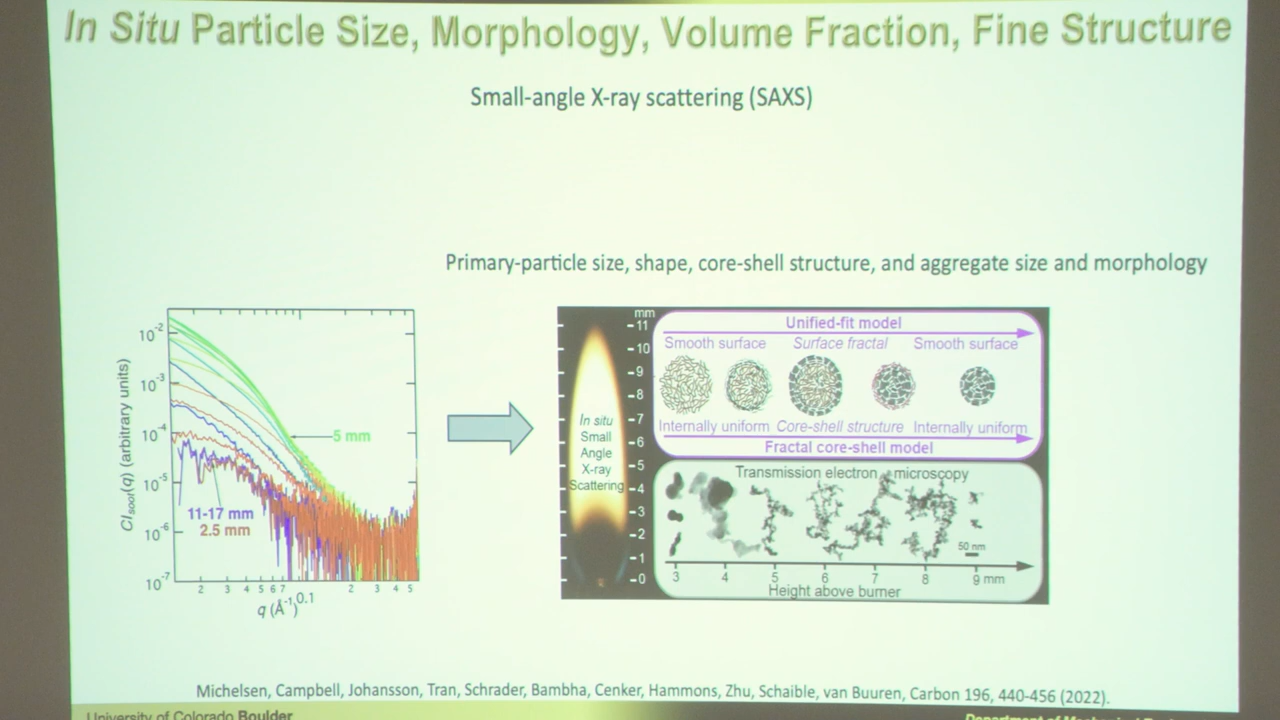 In Situ Particle Size, Morphology, Volume Fraction, Fine Structure
Small-angle X-ray scattering (SAXS)
Primary-particle size, shape, core-shell structure, and aggregate size and morphology
CIsoot(q) (arbitrary units)
10-2
10-3
10-4
10-5
10-6
10-7
5 mm
11-17 mm
2.5 mm
2 3 4 5 6 7 0.1 2 3 4 5
q (Å-1)
mm
11
10
9
8
7
6
5
4
3
2
1
0
In situ
Small
Angle
X-ray
Scattering
Unified-fit model
Smooth surface Surface fractal Smooth surface
Internally uniform Core-shell structure Internally uniform
Fractal core-shell model
Transmission electron microscopy
50 nm
3 4 5 6 7 8 9 mm
Height above burner
Michelsen, Campbell, Johansson, Tran, Schrader, Bambha, Cenker, Hammons, Zhu, Schaible, van Buuren, Carbon 196, 440-456 (2022).
University of Colorado Boulder
Department of Mechanical